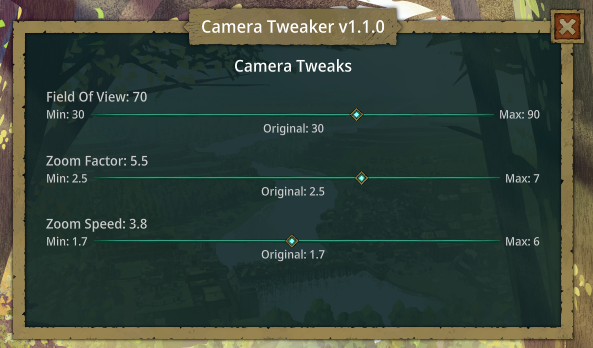 Camera Tweaker v1.1.0
Camera Tweaks
Field Of View: 70
Min: 30 Max: 90
Original: 30
Zoom Factor: 5.5
Min: 2.5 Max: 7
Original: 2.5
Zoom Speed: 3.8
Min: 1.7 Max: 6
Original: 1.7